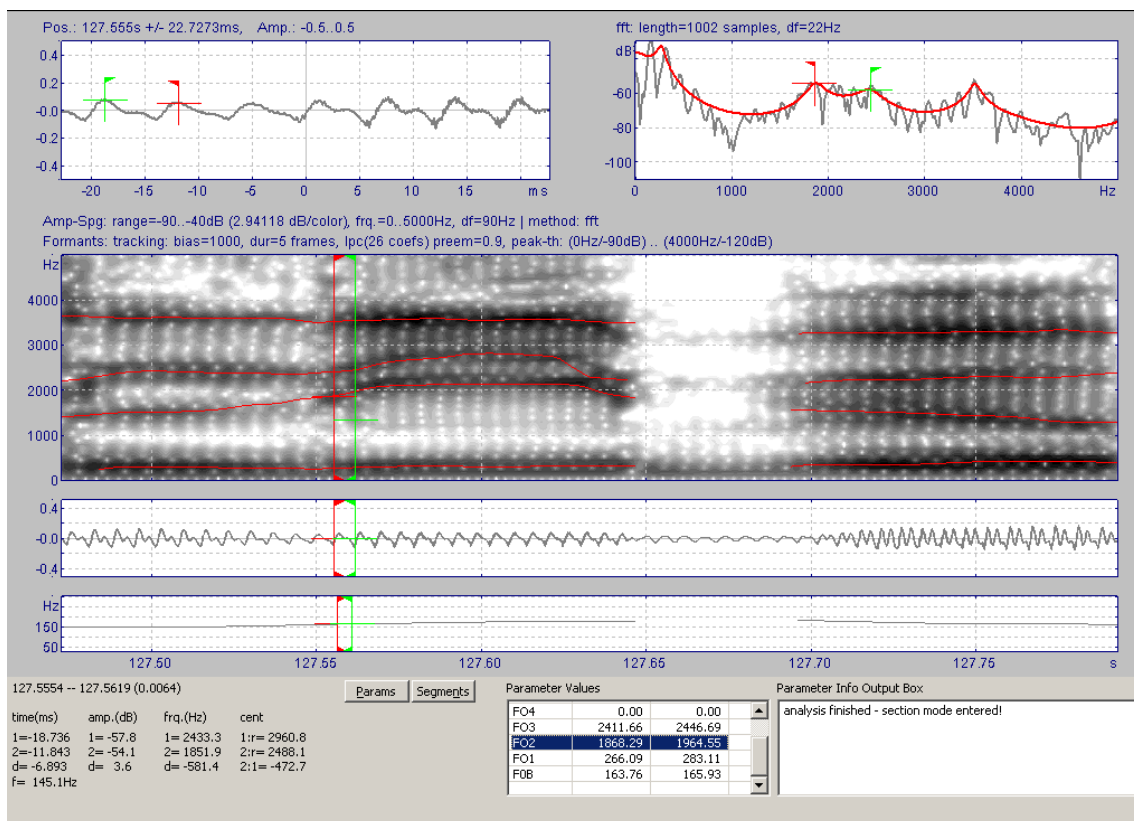 Pos.: 127.555s +/- 22.7273ms, Amp.: -0.5..0.5
0.4
0.2
-0.0
-0.2
-0.4
-20 -15 -10 -5 0 5 10 15 ms
fft: length=1002 samples, df=22Hz
dB
-60
-80
-100
0 1000 2000 3000 4000 Hz
Amp-Spg: range=-90..-40dB (2.94118 dB/color), frq.=0..5000Hz, df=90Hz | method: fft
Formants: tracking: bias=1000, dur=5 frames, lpc(26 coefs) preem=0.9, peak-th: (0Hz/-90dB) .. (4000Hz/-120dB)
Hz
4000
3000
2000
1000
0
0.4
-0.0
-0.4
Hz
150
50
127.50 127.55 127.60 127.65 127.70 127.75 s
127.5554 -- 127.5619 (0.0064)
Params Segments
time(ms) amp.(dB) frq.(Hz) cent
1=-18.736 1= -57.8 1= 2433.3 1:r= 2960.8
2=-11.843 2= -54.1 2= 1851.9 2:r= 2488.1
d= -6.893 d= 3.6 d= -581.4 2:1= -472.7
f= 145.1Hz
Parameter Values
FO4 0.00 0.00
FO3 2411.66 2446.69
FO2 1868.29 1964.55
FO1 266.09 283.11
F0B 163.76 165.93
Parameter Info Output Box
analysis finished - section mode entered!